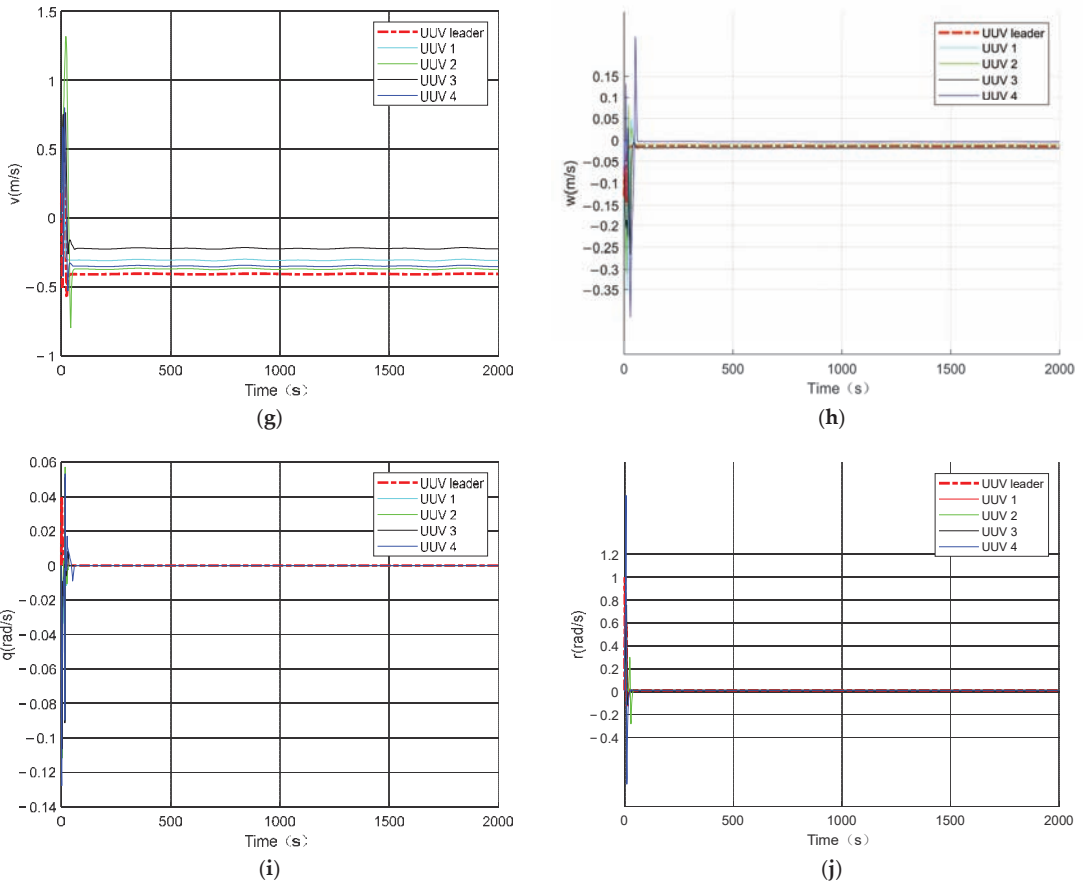 1.5
1
0.5
0
−0.5
−1
v(m/s)
0
500
1000
1500
2000
Time（s）
UUV leader
UUV 1
UUV 2
UUV 3
UUV 4
(g)
0.15
0.1
0.05
0
−0.05
−0.1
−0.15
−0.2
−0.25
−0.3
−0.35
w(m/s)
0
500
1000
1500
2000
Time（s）
UUV leader
UUV 1
UUV 2
UUV 3
UUV 4
(h)
0.06
0.04
0.02
0
−0.02
−0.04
−0.06
−0.08
−0.1
−0.12
−0.14
q(rad/s)
0
500
1000
1500
2000
Time（s）
UUV leader
UUV 1
UUV 2
UUV 3
UUV 4
(i)
1.2
1
0.8
0.6
0.4
0.2
0
−0.2
−0.4
r(rad/s)
0
500
1000
1500
2000
Time（s）
UUV leader
UUV 1
UUV 2
UUV 3
UUV 4
(j)